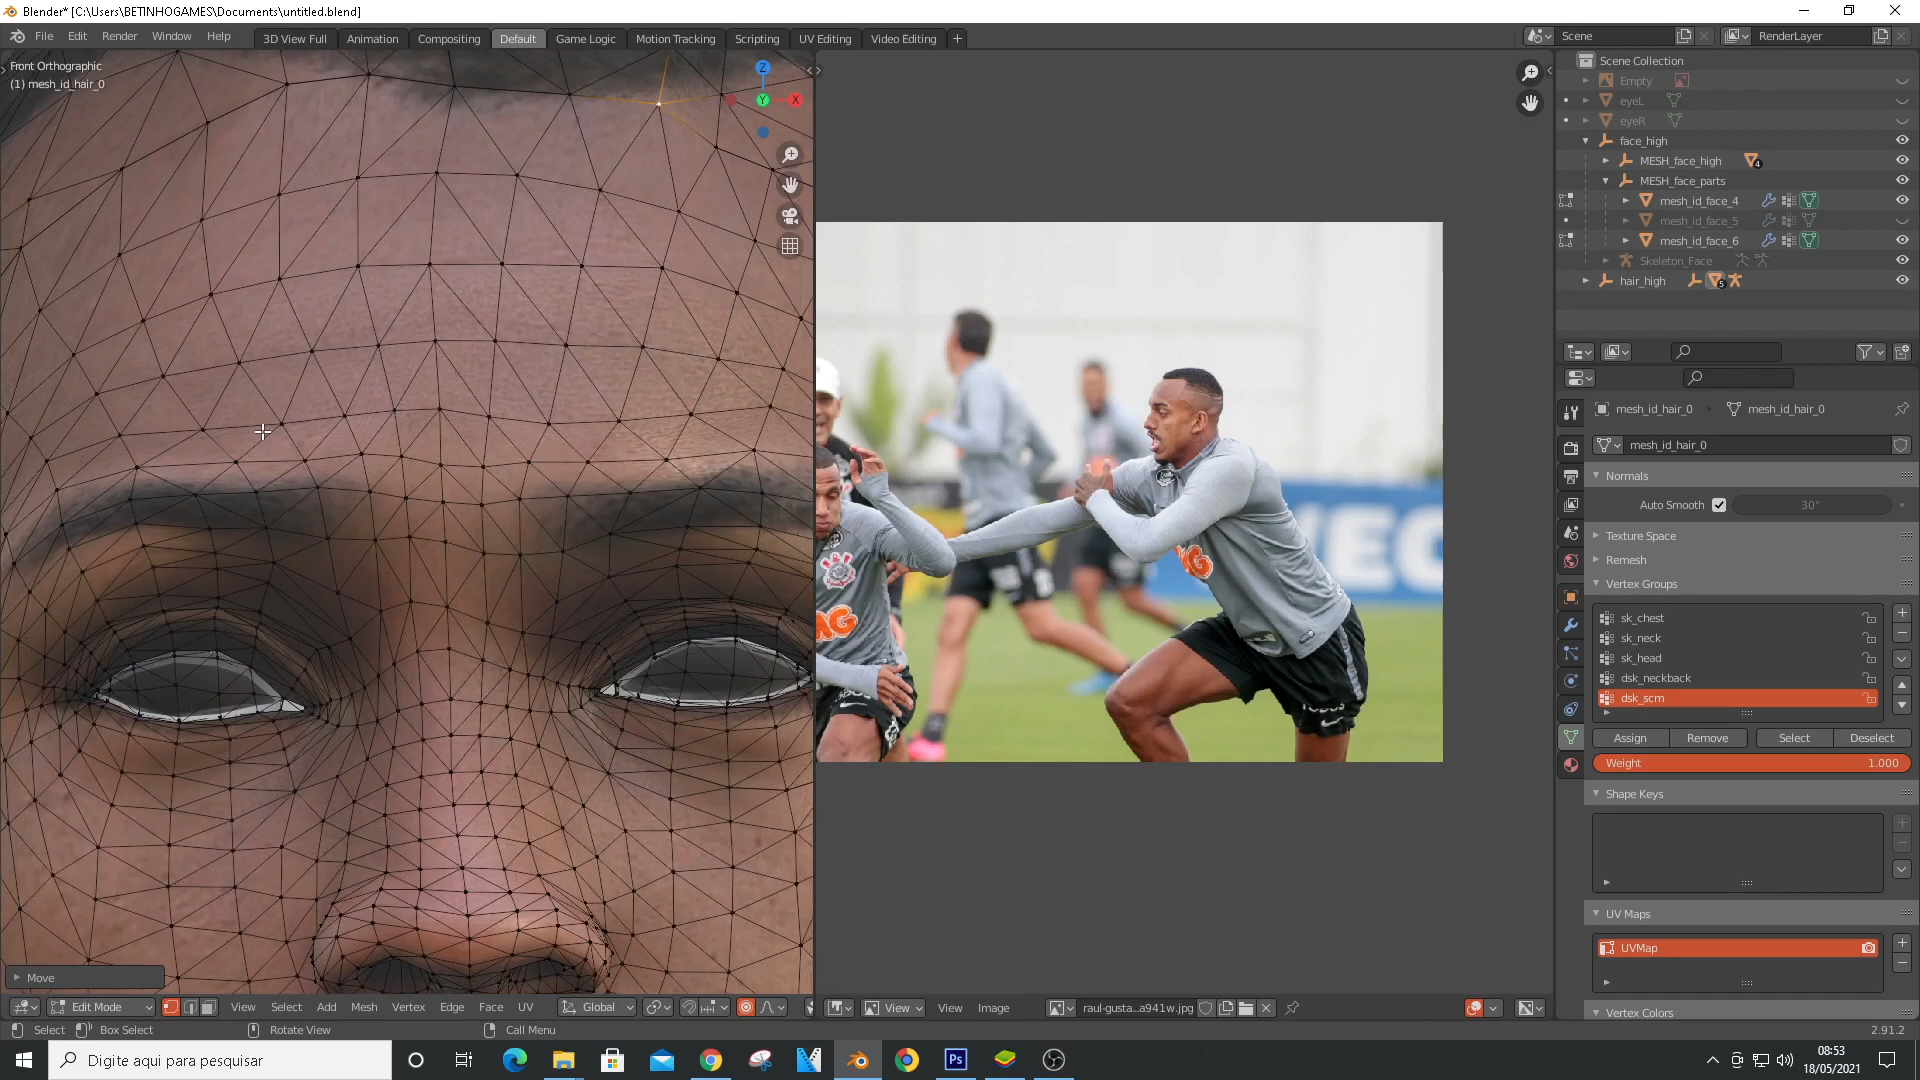 Blender* [C:\Users\BETINHOGAMES\Documents\untitled.blend]
File Edit Render Window Help
3D View Full Animation Compositing Default Game Logic Motion Tracking Scripting UV Editing Video Editing +
Scene
RenderLayer
Front Orthographic
(1) mesh_id_hair_0
Z
Y
X
Scene Collection
Empty
eyeL
eyeR
face_high
MESH_face_high 4
MESH_face_parts
mesh_id_face_4
mesh_id_face_5
mesh_id_face_6
Skeleton_Face
hair_high 5
mesh_id_hair_0 mesh_id_hair_0
mesh_id_hair_0
Normals
Auto Smooth 30°
Texture Space
Remesh
Vertex Groups
sk_chest
sk_neck
sk_head
dsk_neckback
dsk_scm
Assign Remove Select Deselect
Weight 1.000
Shape Keys
UV Maps
UVMap
Vertex Colors
Move
Edit Mode View Select Add Mesh Vertex Edge Face UV Global
View View Image raul-gusta...a941w.jpg
Select Box Select Rotate View Call Menu
2.91.2
Digite aqui para pesquisar
Ps
08:53
18/05/2021